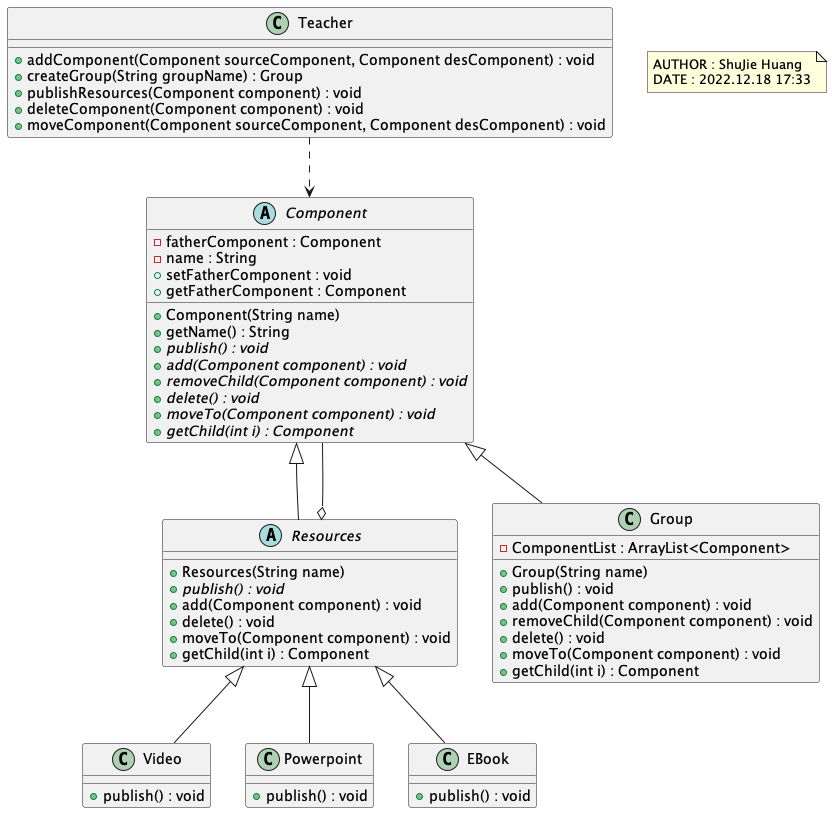 C Teacher
addComponent(Component sourceComponent, Component desComponent) : void
createGroup(String groupName) : Group
publishResources(Component component) : void
deleteComponent(Component component) : void
moveComponent(Component sourceComponent, Component desComponent) : void
AUTHOR : ShuJie Huang
DATE : 2022.12.18 17:33
A Component
fatherComponent : Component
name : String
setFatherComponent : void
getFatherComponent : Component
Component(String name)
getName() : String
publish() : void
add(Component component) : void
removeChild(Component component) : void
delete() : void
moveTo(Component component) : void
getChild(int i) : Component
A Resources
Resources(String name)
publish() : void
add(Component component) : void
delete() : void
moveTo(Component component) : void
getChild(int i) : Component
C Group
ComponentList : ArrayList<Component>
Group(String name)
publish() : void
add(Component component) : void
removeChild(Component component) : void
delete() : void
moveTo(Component component) : void
getChild(int i) : Component
C Video
publish() : void
C Powerpoint
publish() : void
C EBook
publish() : void